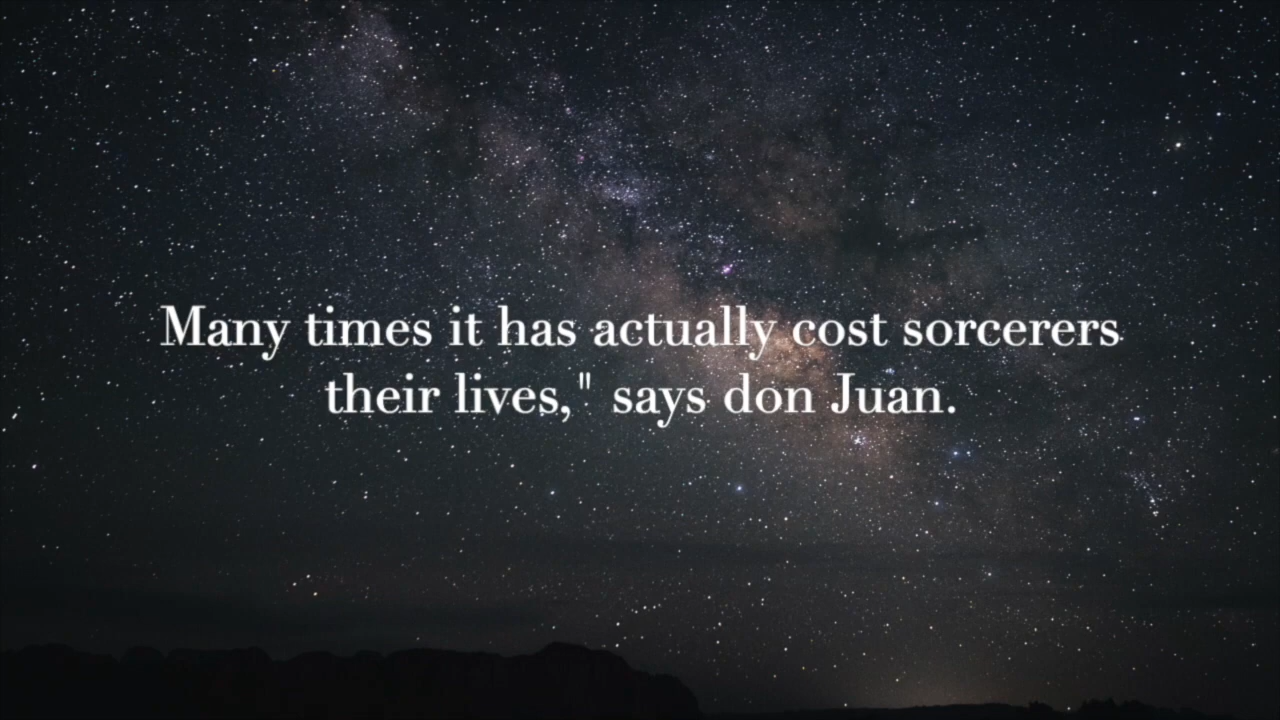 Many times it has actually cost sorcerers
their lives," says don Juan.